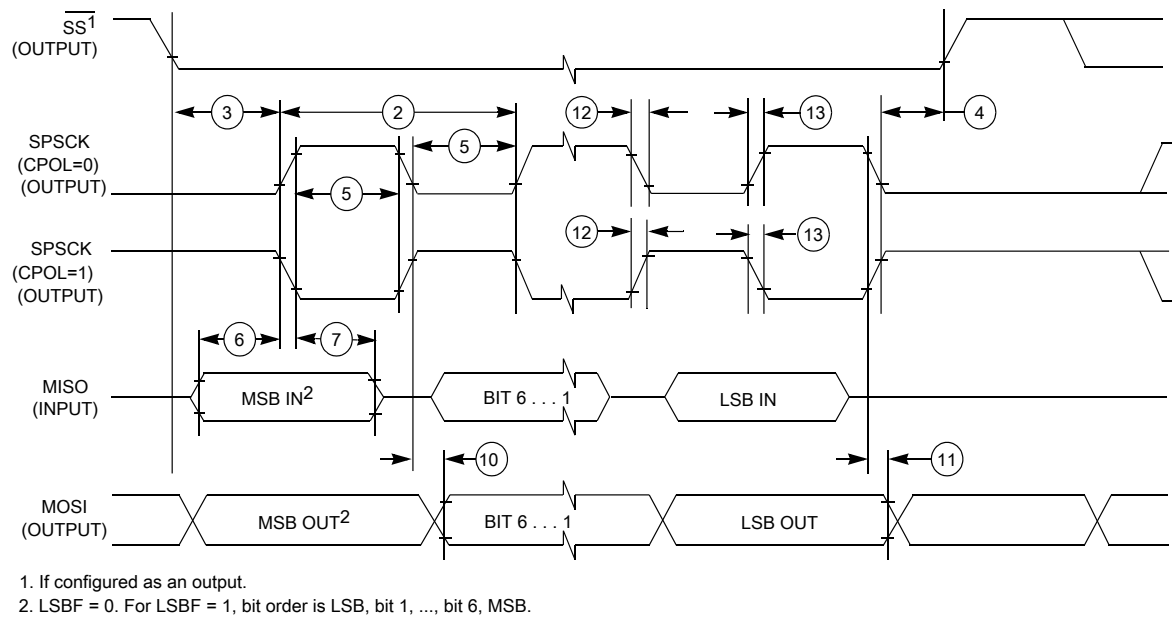 SS1
(OUTPUT)
3
2
12
13
4
SPSCK
(CPOL=0)
(OUTPUT)
5
5
SPSCK
(CPOL=1)
(OUTPUT)
12
13
6
7
MISO
(INPUT)
MSB IN2
BIT 6 . . . 1
LSB IN
10
11
MOSI
(OUTPUT)
MSB OUT2
BIT 6 . . . 1
LSB OUT
1. If configured as an output.
2. LSBF = 0. For LSBF = 1, bit order is LSB, bit 1, ..., bit 6, MSB.